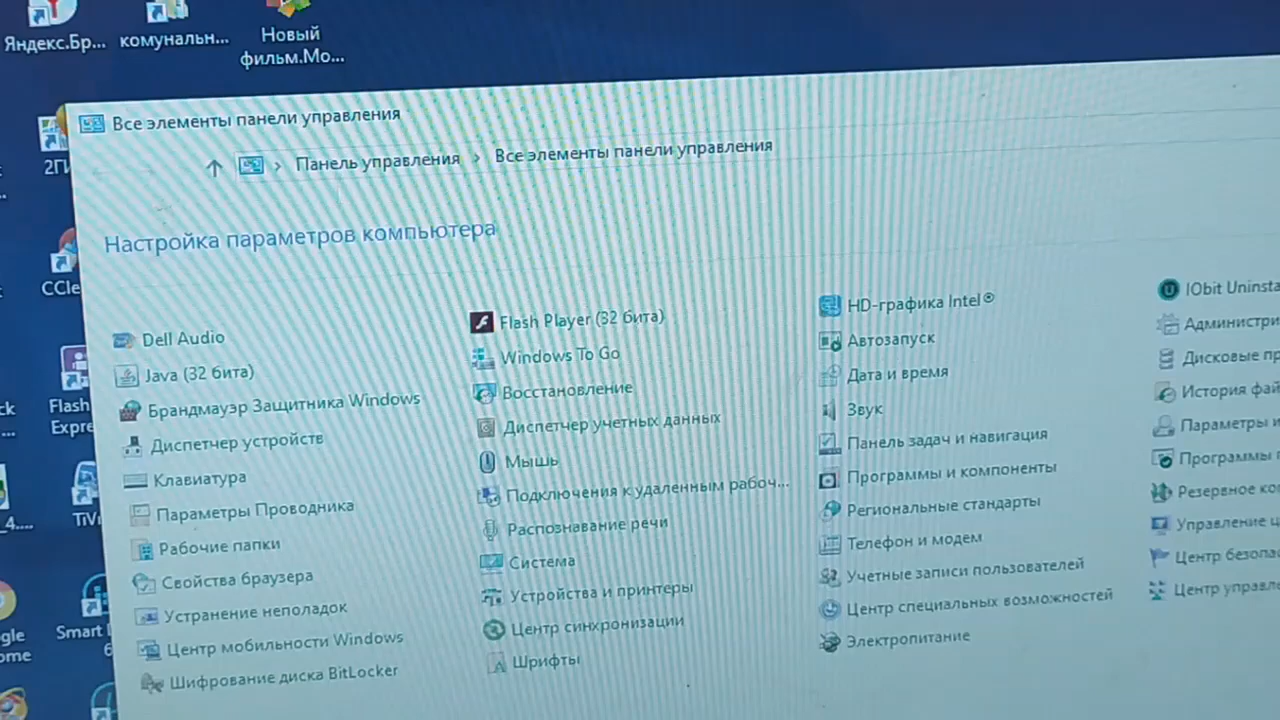 Яндекс.Бр...
комунальн...
Новый
фильм.Мо...
Все элементы панели управления
Панель управления › Все элементы панели управления
Настройка параметров компьютера
Dell Audio
Java (32 бита)
Брандмауэр Защитника Windows
Диспетчер устройств
Клавиатура
Параметры Проводника
Рабочие папки
Свойства браузера
Устранение неполадок
Центр мобильности Windows
Шифрование диска BitLocker
Flash Player (32 бита)
Windows To Go
Восстановление
Диспетчер учетных данных
Мышь
Подключения к удаленным рабоч...
Распознавание речи
Система
Устройства и принтеры
Центр синхронизации
Шрифты
HD-графика Intel®
Автозапуск
Дата и время
Звук
Панель задач и навигация
Программы и компоненты
Региональные стандарты
Телефон и модем
Учетные записи пользователей
Центр специальных возможностей
Электропитание
IObit Uninsta
Администри
Дисковые пр
История фай
Параметры и
Программы
Резервное ко
Управление
Центр безопа
Центр управл
2ГИ
CCle
Flash
Expre
TiVi
Smart
6